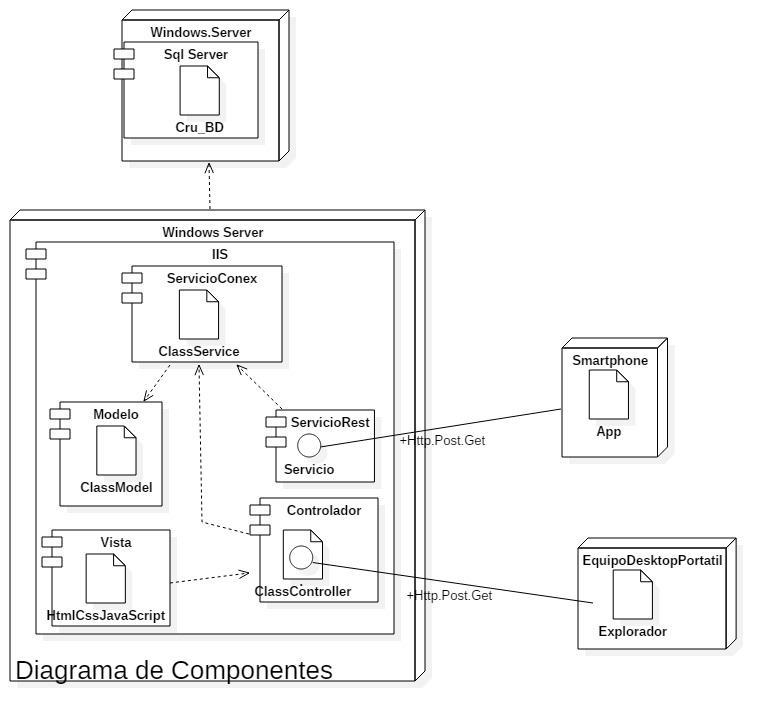 Windows.Server
Sql Server
Cru_BD
Windows Server
IIS
ServicioConex
ClassService
Smartphone
App
Modelo
ClassModel
ServicioRest
Servicio
+Http.Post.Get
Controlador
ClassController
Vista
HtmlCssJavaScript
+Http.Post.Get
EquipoDesktopPortatil
Explorador
Diagrama de Componentes